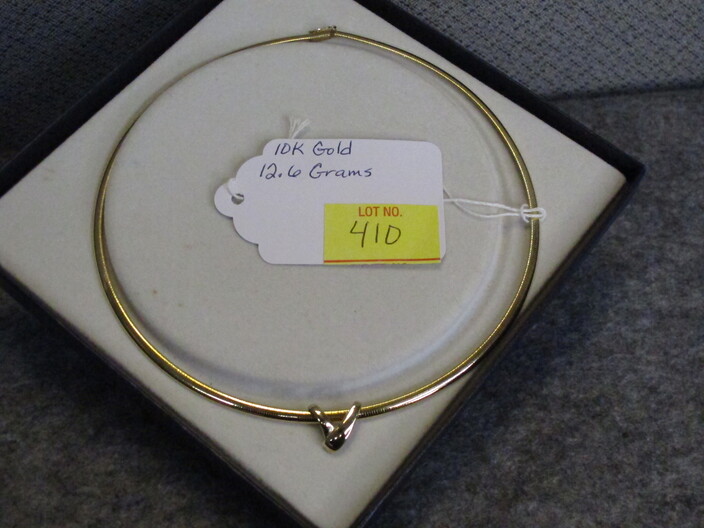 10K Gold
12.6 Grams
LOT NO.
410